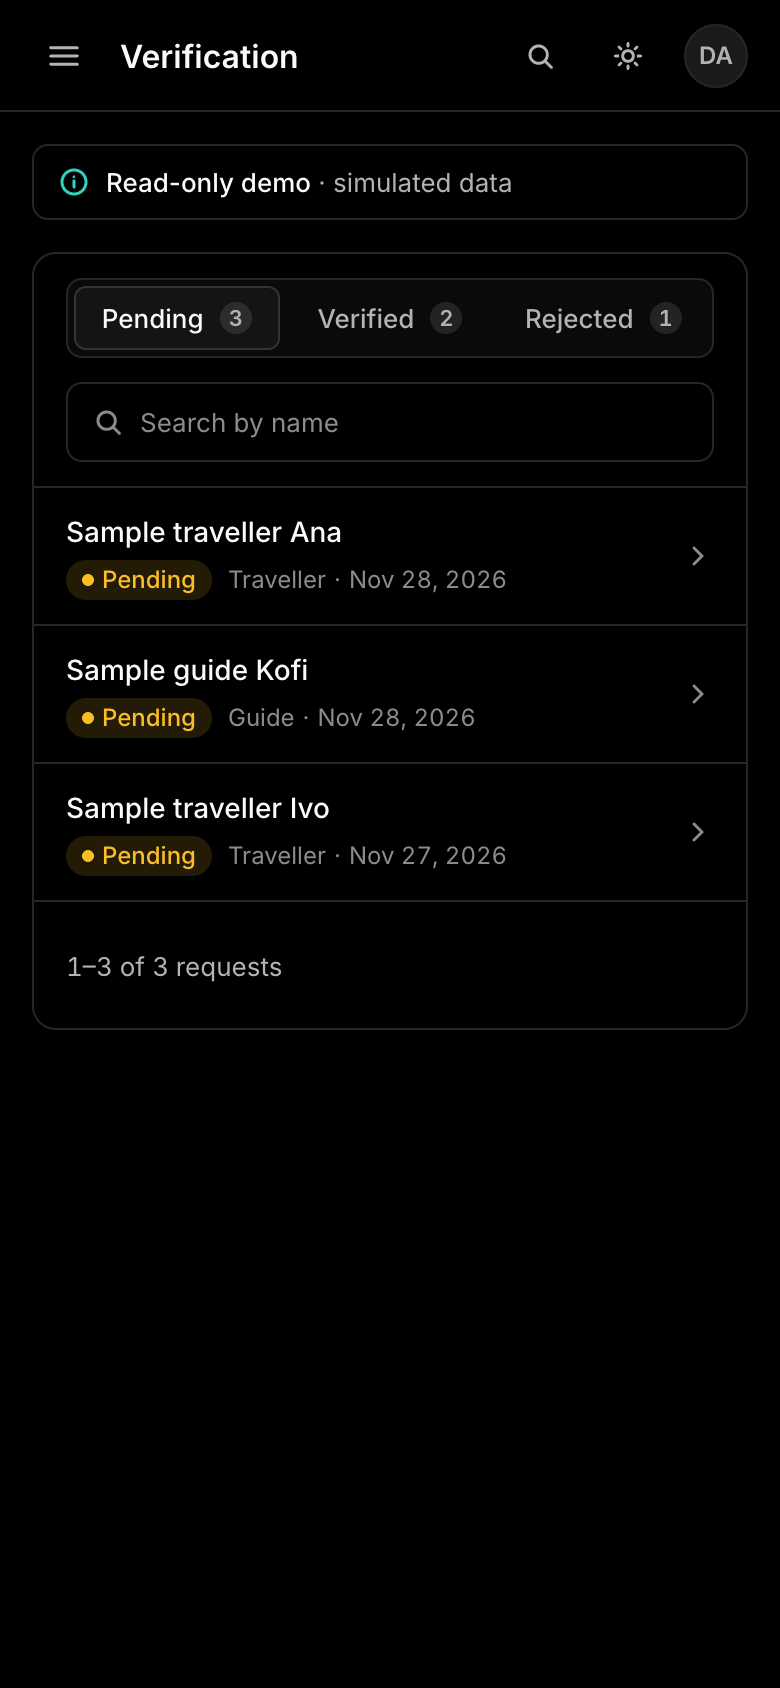 Verification
DA
Read-only demo · simulated data
Pending 3 Verified 2 Rejected 1
Search by name
Sample traveller Ana
Pending Traveller · Nov 28, 2026
Sample guide Kofi
Pending Guide · Nov 28, 2026
Sample traveller Ivo
Pending Traveller · Nov 27, 2026
1–3 of 3 requests